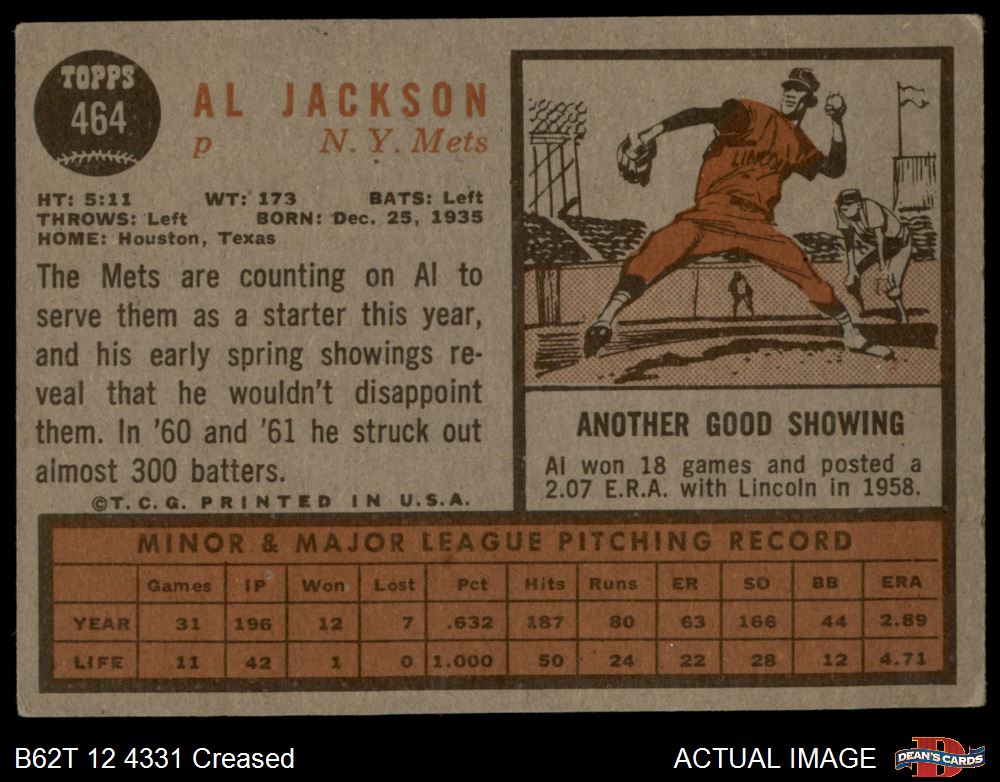 TOPPS
464
AL JACKSON
p N. Y. Mets
HT: 5:11 WT: 173 BATS: Left
THROWS: Left BORN: Dec. 25, 1935
HOME: Houston, Texas
The Mets are counting on Al to
serve them as a starter this year,
and his early spring showings re-
veal that he wouldn't disappoint
them. In '60 and '61 he struck out
almost 300 batters.
©T.C.G. PRINTED IN U.S.A.
LINCOLN
ANOTHER GOOD SHOWING
Al won 18 games and posted a
2.07 E.R.A. with Lincoln in 1958.
MINOR & MAJOR LEAGUE PITCHING RECORD
Games IP Won Lost Pct Hits Runs ER SO BB ERA
YEAR 31 196 12 7 .632 187 80 63 166 44 2.89
LIFE 11 42 1 0 1.000 50 24 22 28 12 4.71
B62T 12 4331 Creased
ACTUAL IMAGE
DEAN'S CARDS